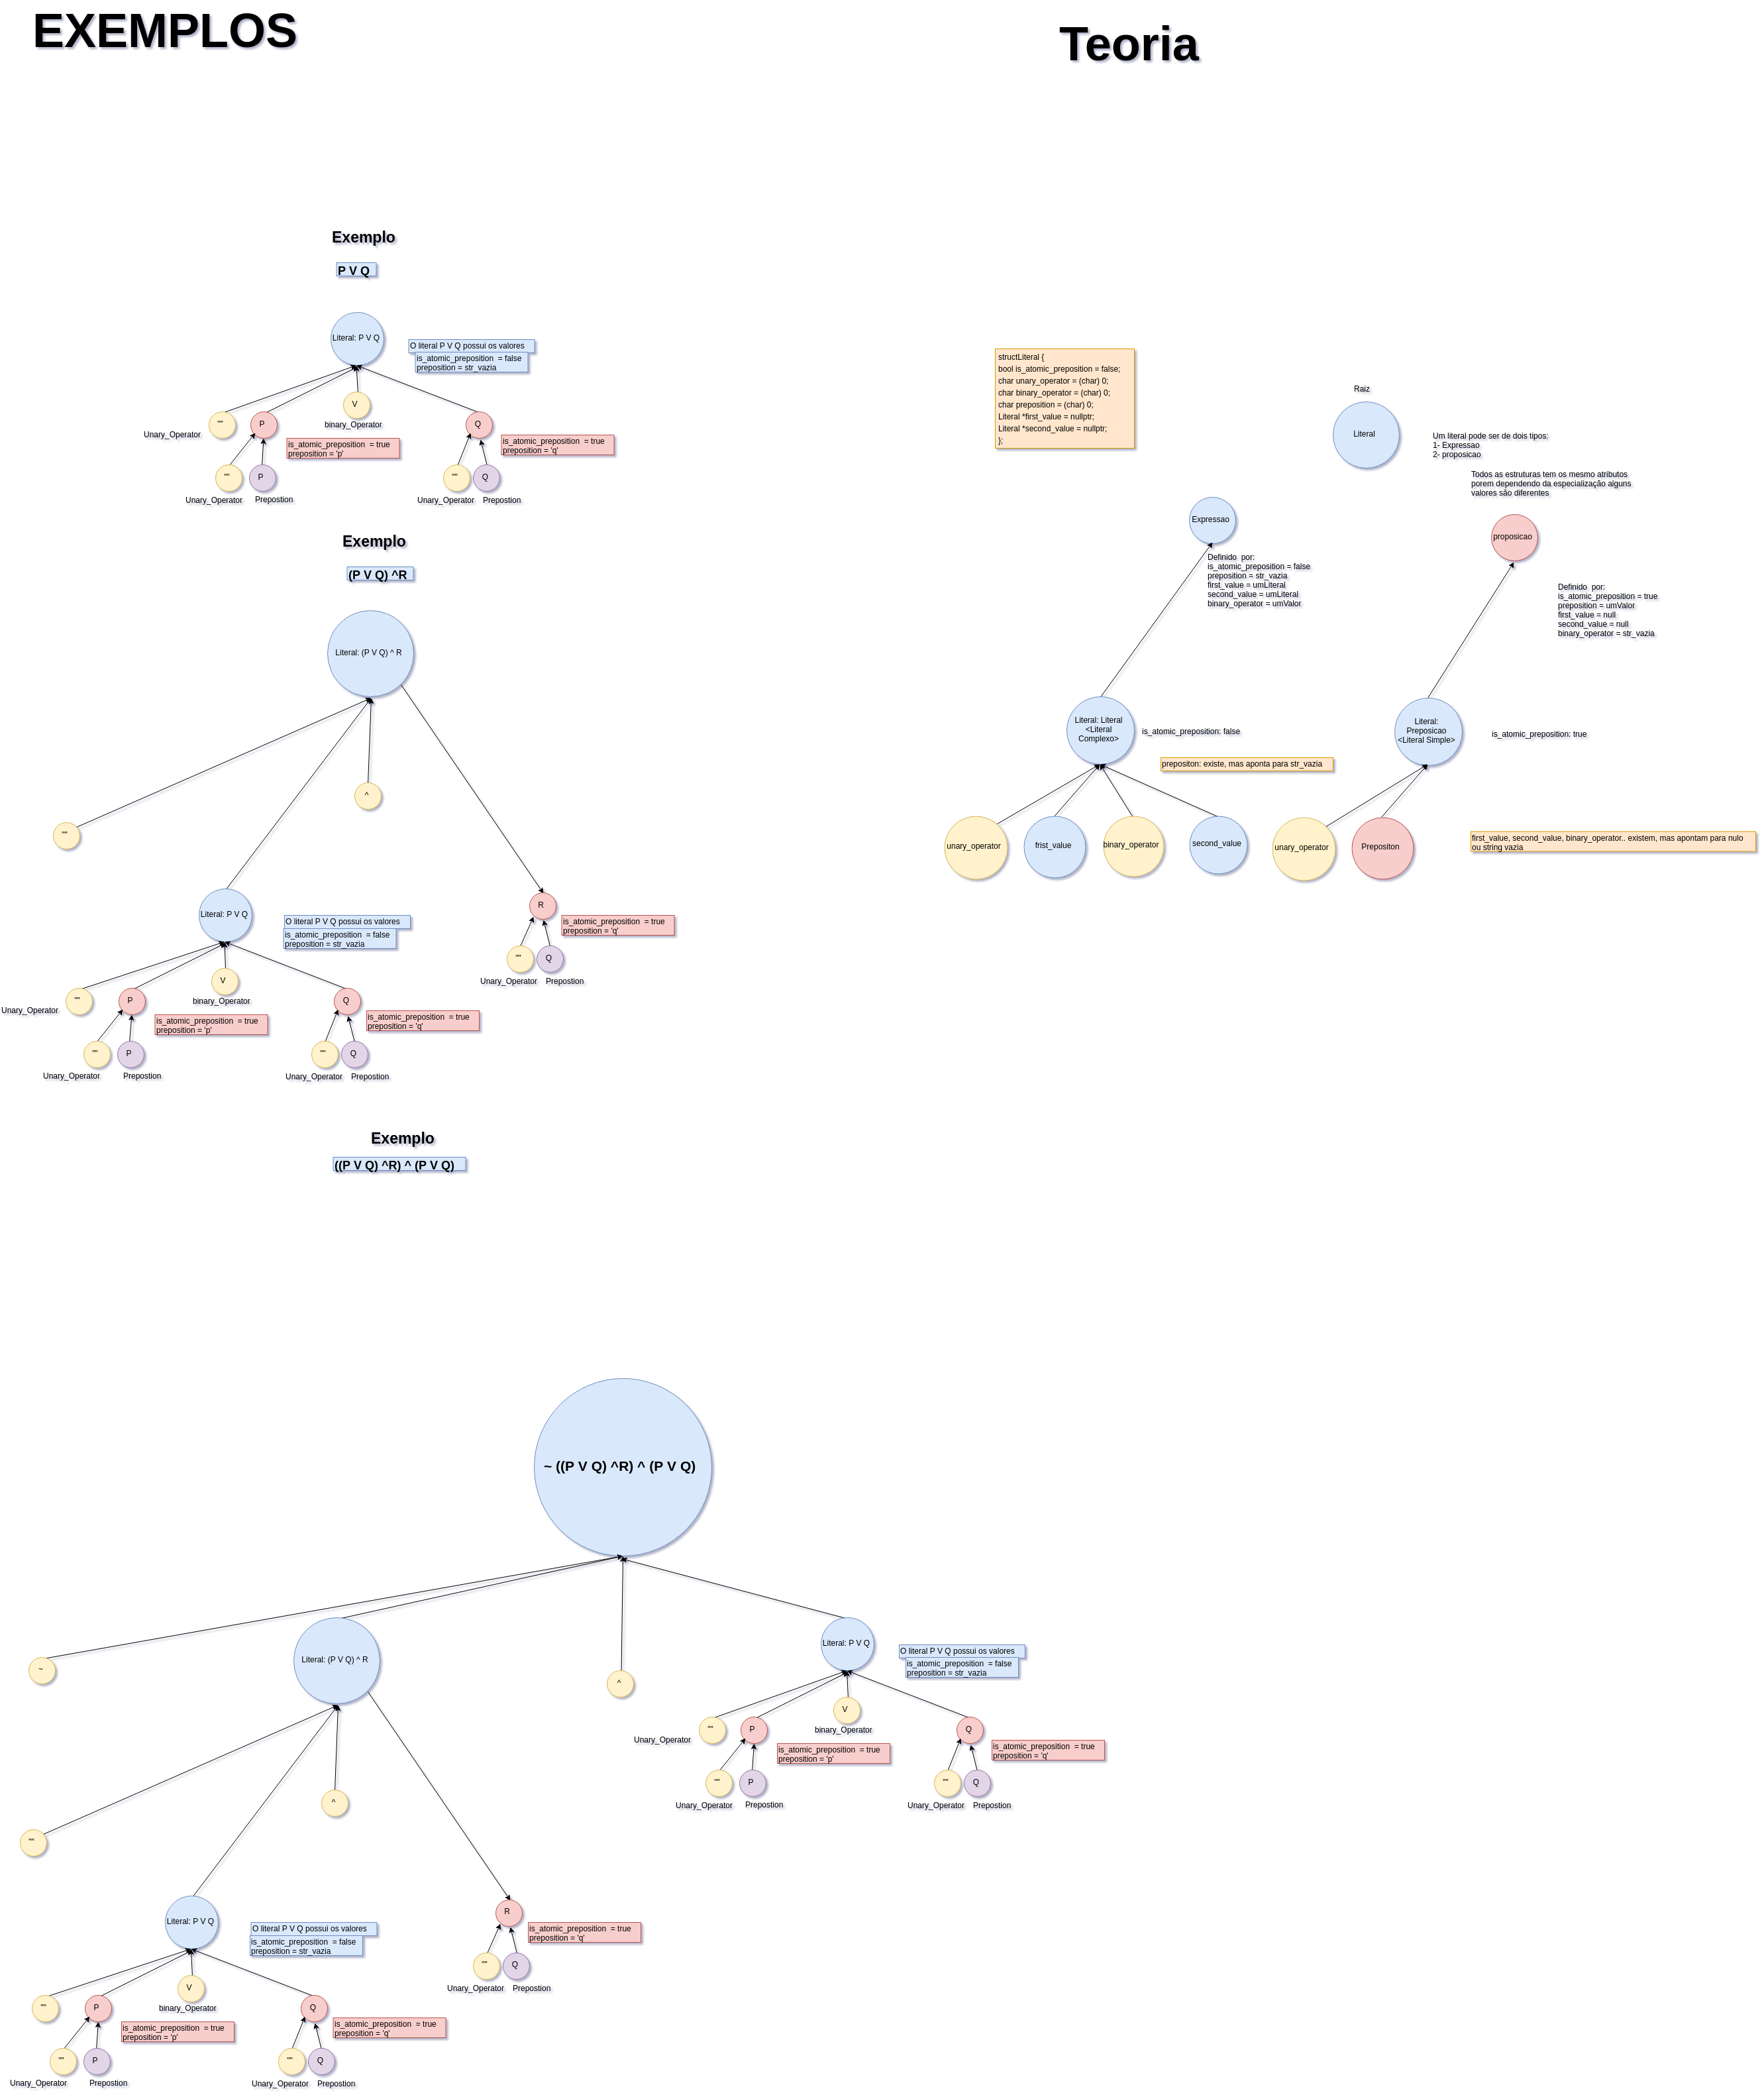 EXEMPLOS
Teoria
Exemplo
P V Q
Literal: P V Q
O literal P V Q possui os valores
is_atomic_preposition = false
preposition = str_vazia
V
binary_Operator
""
Unary_Operator
P
is_atomic_preposition = true
preposition = 'p'
Q
is_atomic_preposition = true
preposition = 'q'
""
P
Unary_Operator
Prepostion
""
Q
Unary_Operator
Prepostion
Exemplo
(P V Q) ^R
Literal: (P V Q) ^ R
^
""
Literal: P V Q
O literal P V Q possui os valores
is_atomic_preposition = false
preposition = str_vazia
R
is_atomic_preposition = true
preposition = 'q'
""
Q
Unary_Operator
Prepostion
V
binary_Operator
""
Unary_Operator
P
is_atomic_preposition = true
preposition = 'p'
Q
is_atomic_preposition = true
preposition = 'q'
""
P
Unary_Operator
Prepostion
""
Q
Unary_Operator
Prepostion
Exemplo
((P V Q) ^R) ^ (P V Q)
~ ((P V Q) ^R) ^ (P V Q)
~
Literal: (P V Q) ^ R
^
Literal: P V Q
O literal P V Q possui os valores
is_atomic_preposition = false
preposition = str_vazia
V
binary_Operator
""
Unary_Operator
P
is_atomic_preposition = true
preposition = 'p'
Q
is_atomic_preposition = true
preposition = 'q'
""
P
Unary_Operator
Prepostion
""
Q
Unary_Operator
Prepostion
^
""
Literal: P V Q
O literal P V Q possui os valores
is_atomic_preposition = false
preposition = str_vazia
R
is_atomic_preposition = true
preposition = 'q'
""
Q
Unary_Operator
Prepostion
V
binary_Operator
""
P
is_atomic_preposition = true
preposition = 'p'
Q
is_atomic_preposition = true
preposition = 'q'
""
P
Unary_Operator
Prepostion
""
Q
Unary_Operator
Prepostion
structLiteral {
bool is_atomic_preposition = false;
char unary_operator = (char) 0;
char binary_operator = (char) 0;
char preposition = (char) 0;
Literal *first_value = nullptr;
Literal *second_value = nullptr;
};
Raiz
Literal
Um literal pode ser de dois tipos:
1- Expressao
2- proposicao
Todos as estruturas tem os mesmo atributos
porem dependendo da especialização alguns
valores são diferentes
Expressao
Definido por:
is_atomic_preposition = false
preposition = str_vazia
first_value = umLiteral
second_value = umLiteral
binary_operator = umValor
proposicao
Definido por:
is_atomic_preposition = true
preposition = umValor
first_value = null
second_value = null
binary_operator = str_vazia
Literal: Literal
<Literal
Complexo>
is_atomic_preposition: false
prepositon: existe, mas aponta para str_vazia
Literal:
Preposicao
<Literal Simple>
is_atomic_preposition: true
unary_operator
frist_value
binary_operator
second_value
unary_operator
Prepositon
first_value, second_value, binary_operator.. existem, mas apontam para nulo
ou string vazia